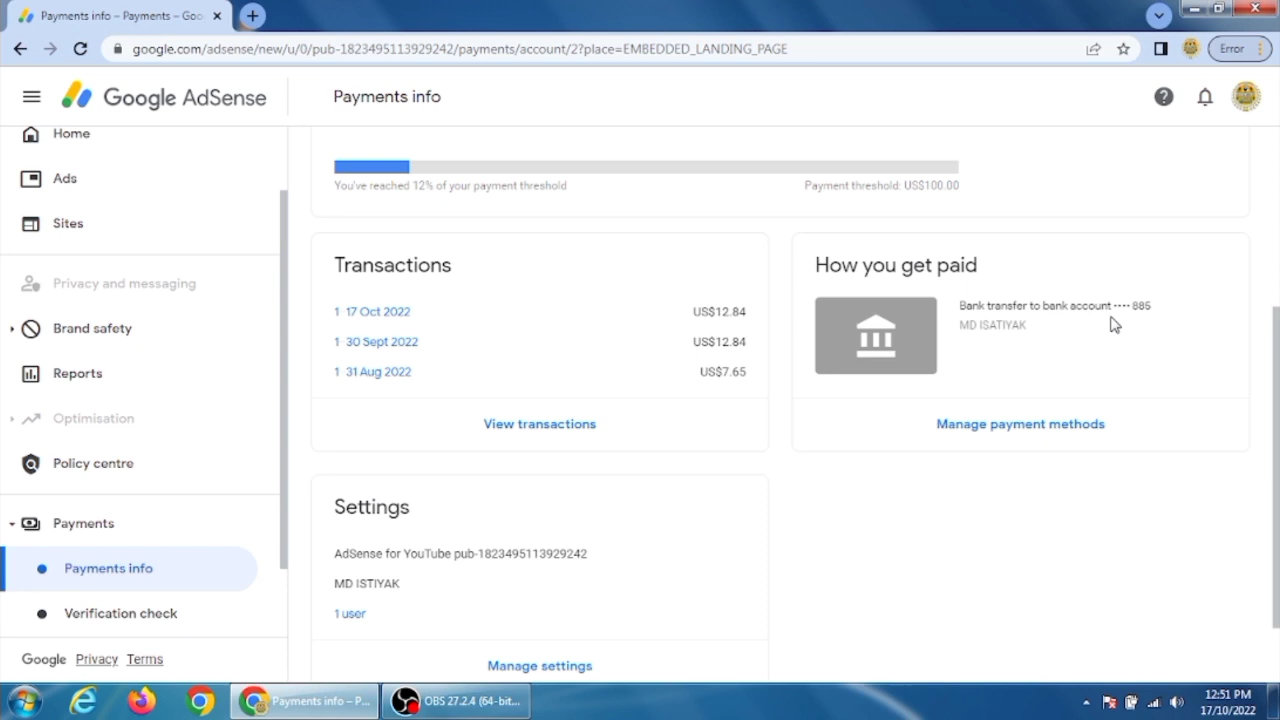 Payments info – Payments – Goo
google.com/adsense/new/u/0/pub-1823495113929242/payments/account/2?place=EMBEDDED_LANDING_PAGE
Error
Google AdSense
Payments info
Home
Ads
Sites
Privacy and messaging
Brand safety
Reports
Optimisation
Policy centre
Payments
Payments info
Verification check
Google Privacy Terms
You've reached 12% of your payment threshold
Payment threshold: US$100.00
Transactions
1 17 Oct 2022 US$12.84
1 30 Sept 2022 US$12.84
1 31 Aug 2022 US$7.65
View transactions
How you get paid
Bank transfer to bank account •••• 885
MD ISATIYAK
Manage payment methods
Settings
AdSense for YouTube pub-1823495113929242
MD ISTIYAK
1 user
Manage settings
Payments info – P...
OBS 27.2.4 (64-bit...
12:51 PM
17/10/2022